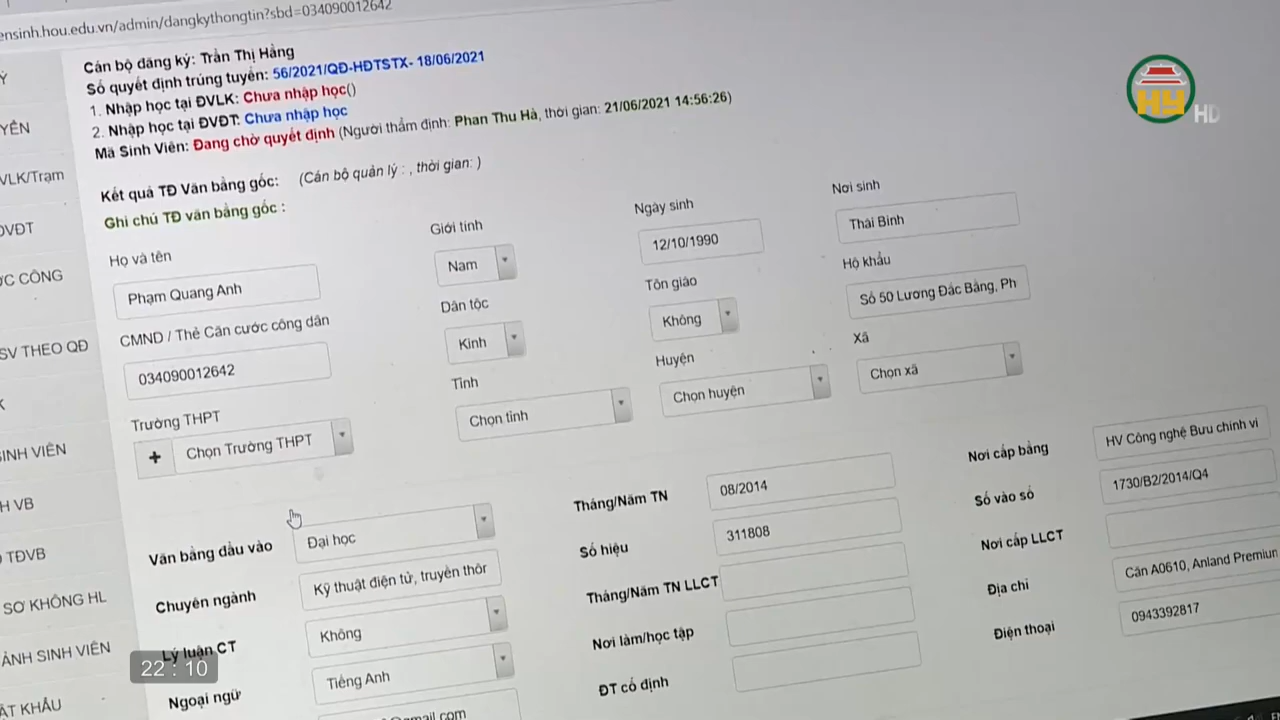 ensinh.hou.edu.vn/admin/dangkythongtin?sbd=034090012642
Cán bộ đăng ký: Trần Thị Hằng
Số quyết định trúng tuyển: 56/2021/QĐ-HĐTSTX- 18/06/2021
1. Nhập học tại ĐVLK: Chưa nhập học()
2. Nhập học tại ĐVĐT: Chưa nhập học
Mã Sinh Viên: Đang chờ quyết định (Người thẩm định: Phan Thu Hà, thời gian: 21/06/2021 14:56:26)
Kết quả TĐ Văn bằng gốc: (Cán bộ quản lý : , thời gian: )
Ghi chú TĐ văn bằng gốc :
HY HD
YÊN
VLK/Trạm
ĐVĐT
ỚC CÔNG
SV THEO QĐ
K
SINH VIÊN
H VB
TĐVB
SƠ KHÔNG HL
ẢNH SINH VIÊN
ẬT KHẨU
Họ và tên
Phạm Quang Anh
Giới tính
Nam
Ngày sinh
12/10/1990
Nơi sinh
Thái Bình
CMND / Thẻ Căn cước công dân
034090012642
Dân tộc
Kinh
Tôn giáo
Không
Hộ khẩu
Số 50 Lương Đắc Bằng, Ph
Trường THPT
+ Chọn Trường THPT
Tỉnh
Chọn tỉnh
Huyện
Chọn huyện
Xã
Chọn xã
Văn bằng đầu vào
Đại học
Tháng/Năm TN
08/2014
Nơi cấp bằng
HV Công nghệ Bưu chính vi
Chuyên ngành
Kỹ thuật điện tử, truyền thôr
Số hiệu
311808
Số vào sổ
1730/B2/2014/Q4
Lý luận CT
Không
Tháng/Năm TN LLCT
Nơi cấp LLCT
Ngoại ngữ
Tiếng Anh
Nơi làm/học tập
Địa chỉ
Căn A0610, Anland Premium
ĐT cố định
Điện thoại
0943392817
@gmail.com
22 : 10